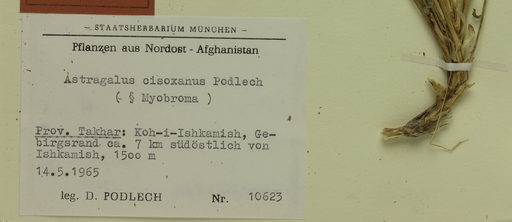 – STAATSHERBARIUM MÜNCHEN –
Pflanzen aus Nordost - Afghanistan
Astragalus cisoxanus Podlech
(- § Myobroma )
Prov. Takhar: Koh-i-Ishkamish, Ge-
birgsrand ca. 7 km südöstlich von
Ishkamish, 1500 m
14.5.1965
leg. D. PODLECH Nr. 10623